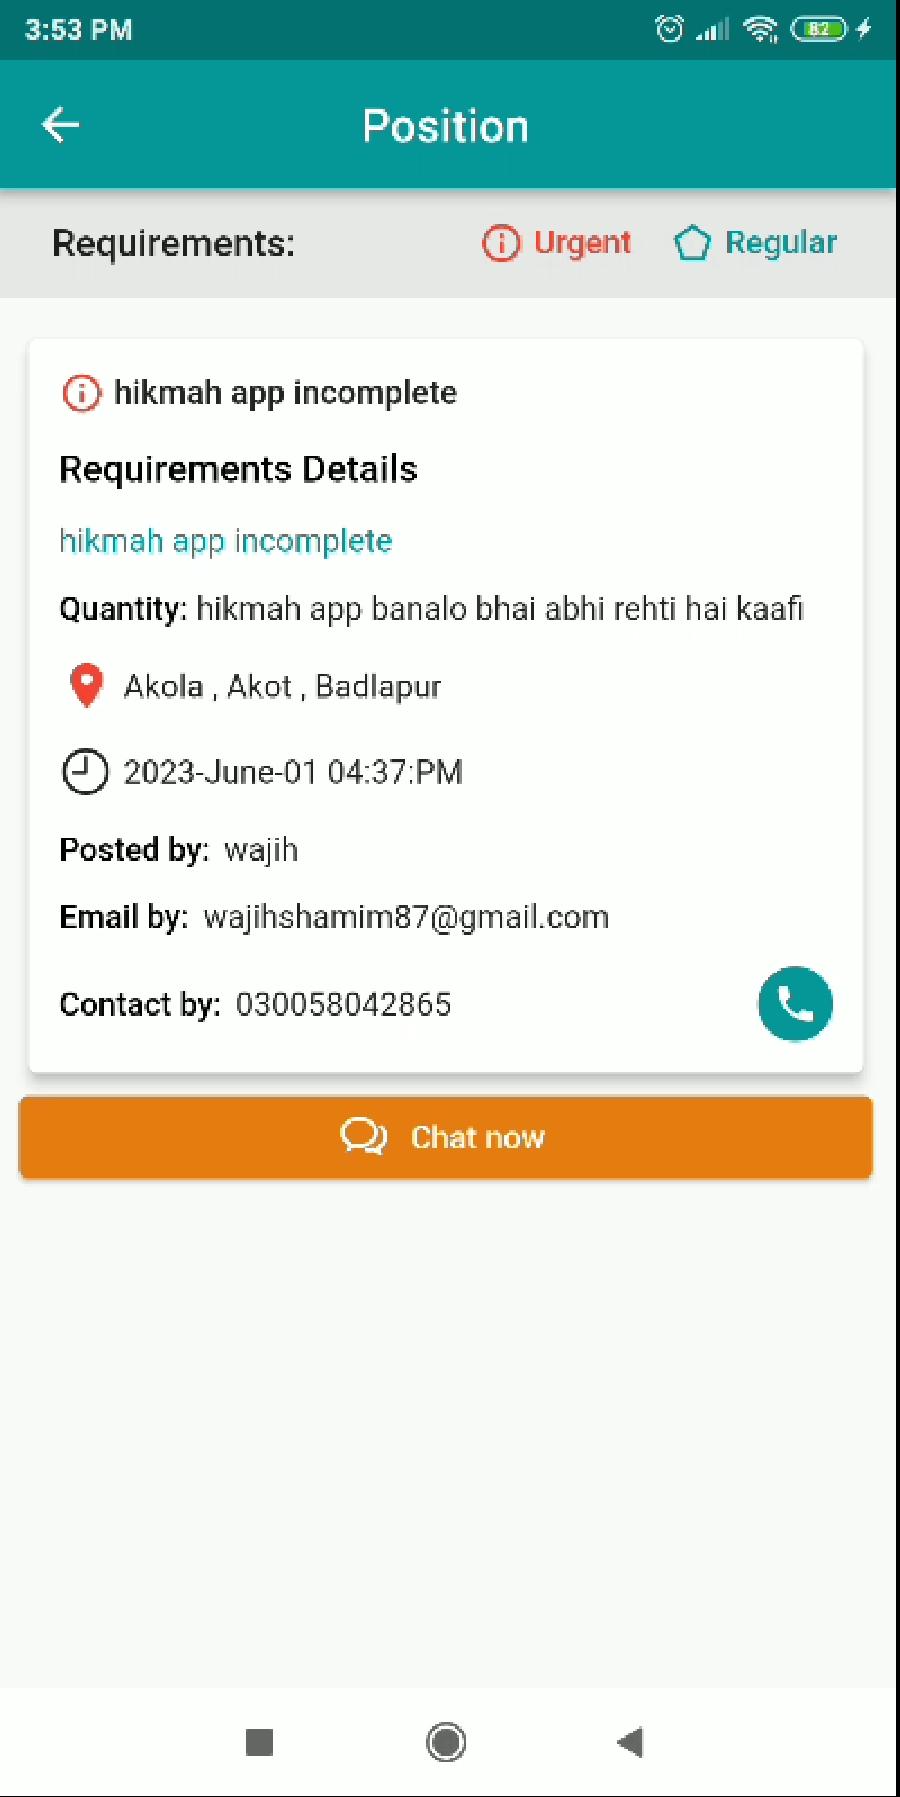 3:53 PM
82
Position
Requirements:
Urgent
Regular
hikmah app incomplete
Requirements Details
hikmah app incomplete
Quantity: hikmah app banalo bhai abhi rehti hai kaafi
Akola , Akot , Badlapur
2023-June-01 04:37:PM
Posted by: wajih
Email by: wajihshamim87@gmail.com
Contact by: 030058042865
Chat now